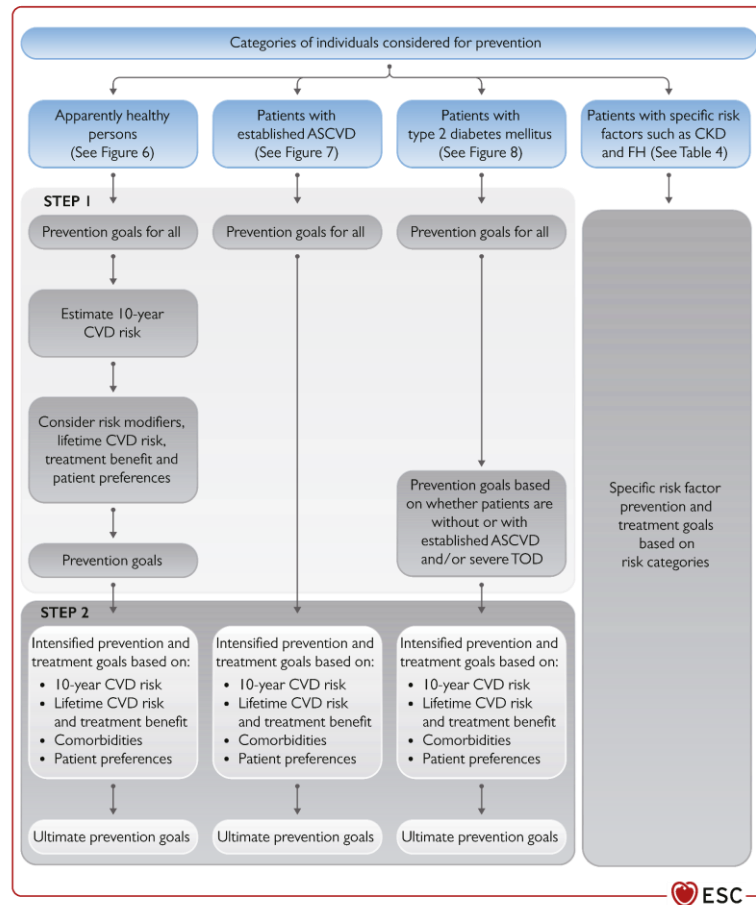 Categories of individuals considered for prevention
Apparently healthy
persons
(See Figure 6)
Patients with
established ASCVD
(See Figure 7)
Patients with
type 2 diabetes mellitus
(See Figure 8)
Patients with specific risk
factors such as CKD
and FH (See Table 4)
STEP 1
Prevention goals for all
Estimate 10-year
CVD risk
Consider risk modifiers,
lifetime CVD risk,
treatment benefit and
patient preferences
Prevention goals
Prevention goals for all
Prevention goals for all
Prevention goals based
on whether patients are
without or with
established ASCVD
and/or severe TOD
Specific risk factor
prevention and
treatment goals
based on
risk categories
STEP 2
Intensified prevention and
treatment goals based on:
• 10-year CVD risk
• Lifetime CVD risk
and treatment benefit
• Comorbidities
• Patient preferences
Ultimate prevention goals
Intensified prevention and
treatment goals based on:
• 10-year CVD risk
• Lifetime CVD risk
and treatment benefit
• Comorbidities
• Patient preferences
Ultimate prevention goals
Intensified prevention and
treatment goals based on:
• 10-year CVD risk
• Lifetime CVD risk
and treatment benefit
• Comorbidities
• Patient preferences
Ultimate prevention goals
ESC